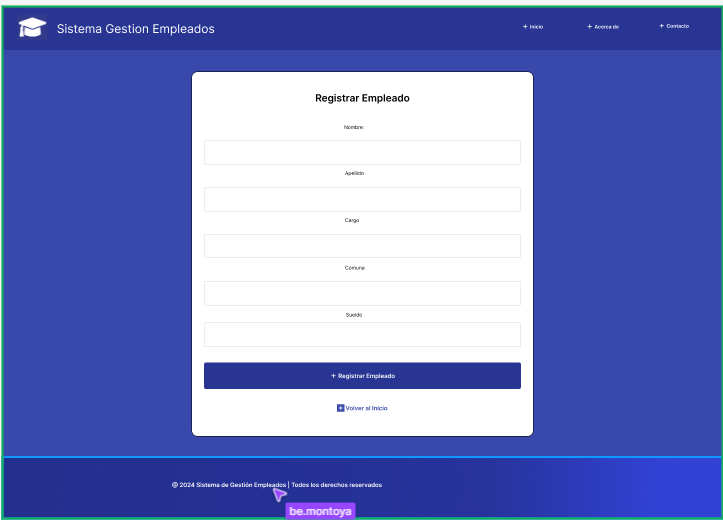 Sistema Gestion Empleados
+ Inicio
+ Acerca de
+ Contacto
Registrar Empleado
Nombre:
Apelisdo
Cargo
Comuna
Sueldo
+ Registrar Empleado
+ Volver al Inicio
@ 2024 Sistema de Gestión Empleados | Todos los derechos reservados
be.montoya